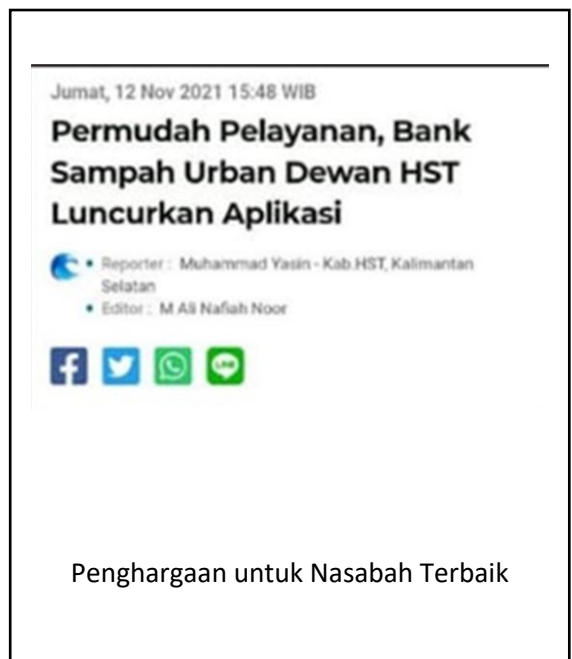 Jumat, 12 Nov 2021 15:48 WIB
Permudah Pelayanan, Bank
Sampah Urban Dewan HST
Luncurkan Aplikasi
• Reporter : Muhammad Yasin - Kab.HST, Kalimantan
Selatan
• Editor : M Ali Nafiah Noor
LINE
Penghargaan untuk Nasabah Terbaik